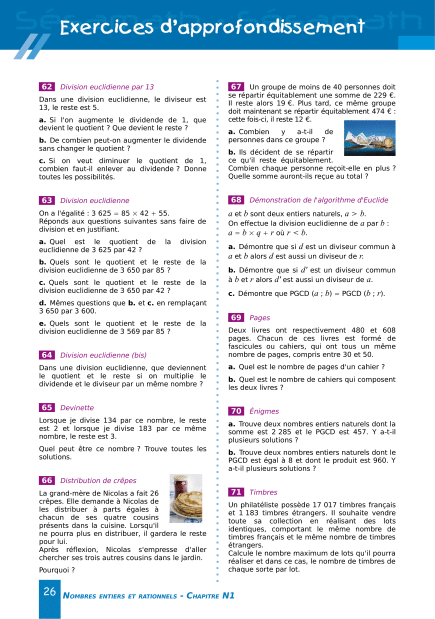 Exercices d'approfondissement
62 Division euclidienne par 13
Dans une division euclidienne, le diviseur est
13, le reste est 5.
a. Si l'on augmente le dividende de 1, que
devient le quotient ? Que devient le reste ?
b. De combien peut-on augmenter le dividende
sans changer le quotient ?
c. Si on veut diminuer le quotient de 1,
combien faut-il enlever au dividende ? Donne
toutes les possibilités.
63 Division euclidienne
On a l'égalité : 3 625 = 85 × 42 + 55.
Réponds aux questions suivantes sans faire de
division et en justifiant.
a. Quel est le quotient de la division
euclidienne de 3 625 par 42 ?
b. Quels sont le quotient et le reste de la
division euclidienne de 3 650 par 85 ?
c. Quels sont le quotient et le reste de la
division euclidienne de 3 650 par 42 ?
d. Mêmes questions que b. et c. en remplaçant
3 650 par 3 600.
e. Quels sont le quotient et le reste de la
division euclidienne de 3 569 par 85 ?
64 Division euclidienne (bis)
Dans une division euclidienne, que deviennent
le quotient et le reste si on multiplie le
dividende et le diviseur par un même nombre ?
65 Devinette
Lorsque je divise 134 par ce nombre, le reste
est 2 et lorsque je divise 183 par ce même
nombre, le reste est 3.
Quel peut être ce nombre ? Trouve toutes les
solutions.
66 Distribution de crêpes
La grand-mère de Nicolas a fait 26
crêpes. Elle demande à Nicolas de
les distribuer à parts égales à
chacun de ses quatre cousins
présents dans la cuisine. Lorsqu'il
ne pourra plus en distribuer, il gardera le reste
pour lui.
Après réflexion, Nicolas s'empresse d'aller
chercher ses trois autres cousins dans le jardin.
Pourquoi ?
67 Un groupe de moins de 40 personnes doit
se répartir équitablement une somme de 229 €.
Il reste alors 19 €. Plus tard, ce même groupe
doit maintenant se répartir équitablement 474 € :
cette fois-ci, il reste 12 €.
a. Combien y a-t-il de
personnes dans ce groupe ?
b. Ils décident de se répartir
ce qu'il reste équitablement.
Combien chaque personne reçoit-elle en plus ?
Quelle somme auront-ils reçue au total ?
68 Démonstration de l'algorithme d'Euclide
a et b sont deux entiers naturels, a > b.
On effectue la division euclidienne de a par b :
a = b × q + r où r < b.
a. Démontre que si d est un diviseur commun à
a et b alors d est aussi un diviseur de r.
b. Démontre que si d' est un diviseur commun
à b et r alors d' est aussi un diviseur de a.
c. Démontre que PGCD (a ; b) = PGCD (b ; r).
69 Pages
Deux livres ont respectivement 480 et 608
pages. Chacun de ces livres est formé de
fascicules ou cahiers, qui ont tous un même
nombre de pages, compris entre 30 et 50.
a. Quel est le nombre de pages d'un cahier ?
b. Quel est le nombre de cahiers qui composent
les deux livres ?
70 Énigmes
a. Trouve deux nombres entiers naturels dont la
somme est 2 285 et le PGCD est 457. Y a-t-il
plusieurs solutions ?
b. Trouve deux nombres entiers naturels dont le
PGCD est égal à 8 et dont le produit est 960. Y
a-t-il plusieurs solutions ?
71 Timbres
Un philatéliste possède 17 017 timbres français
et 1 183 timbres étrangers. Il souhaite vendre
toute sa collection en réalisant des lots
identiques, comportant le même nombre de
timbres français et le même nombre de timbres
étrangers.
Calcule le nombre maximum de lots qu'il pourra
réaliser et dans ce cas, le nombre de timbres de
chaque sorte par lot.
26 NOMBRES ENTIERS ET RATIONNELS - CHAPITRE N1